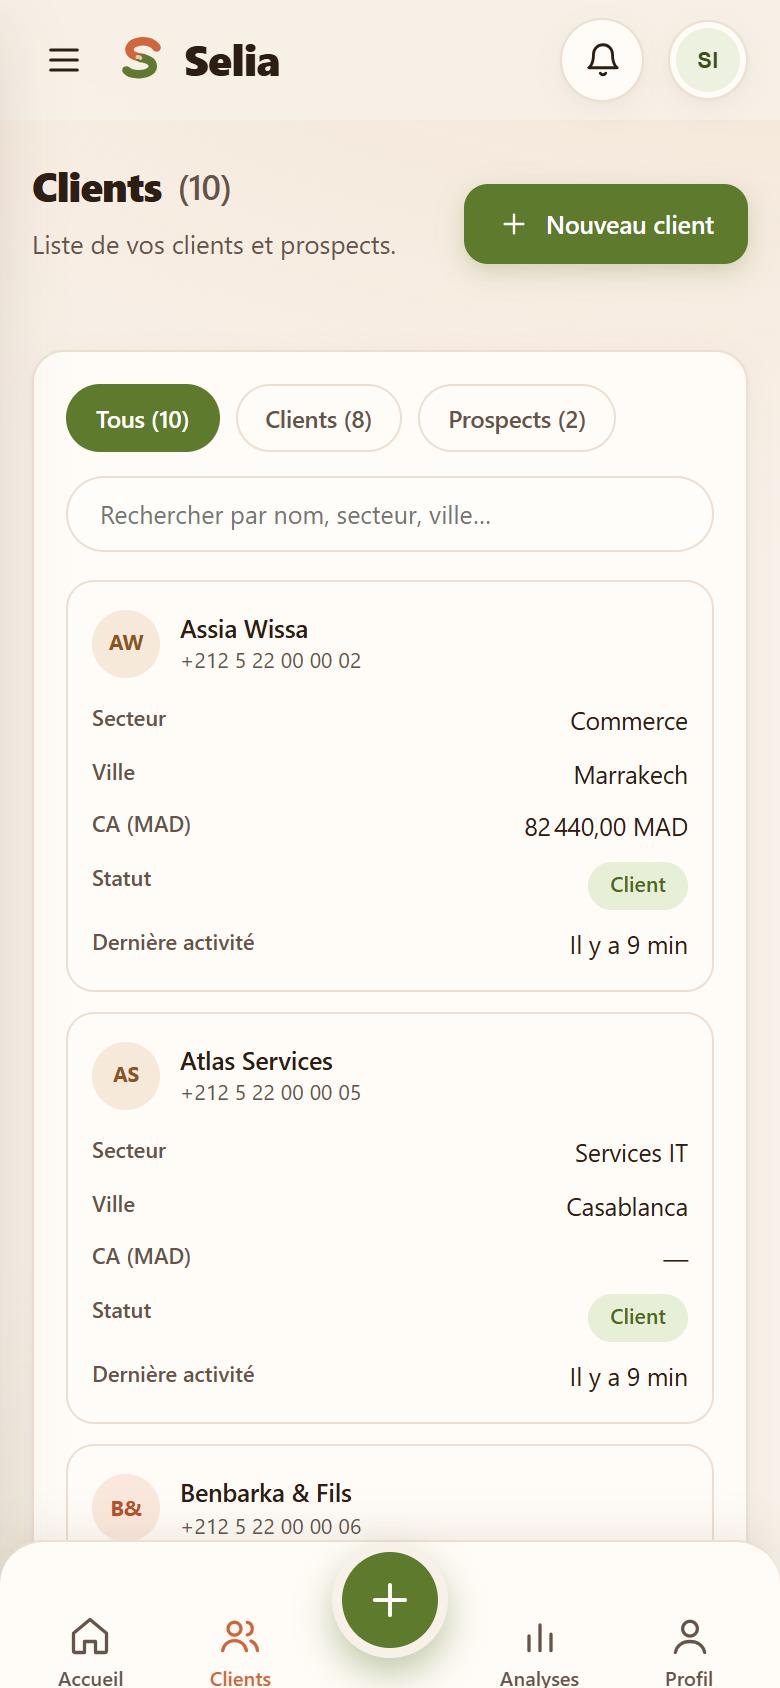 Selia
SI
Clients (10)
Liste de vos clients et prospects.
+ Nouveau client
Tous (10)
Clients (8)
Prospects (2)
Rechercher par nom, secteur, ville...
AW
Assia Wissa
+212 5 22 00 00 02
Secteur
Commerce
Ville
Marrakech
CA (MAD)
82 440,00 MAD
Statut
Client
Dernière activité
Il y a 9 min
AS
Atlas Services
+212 5 22 00 00 05
Secteur
Services IT
Ville
Casablanca
CA (MAD)
—
Statut
Client
Dernière activité
Il y a 9 min
B&
Benbarka & Fils
+212 5 22 00 00 06
Accueil
Clients
Analyses
Profil